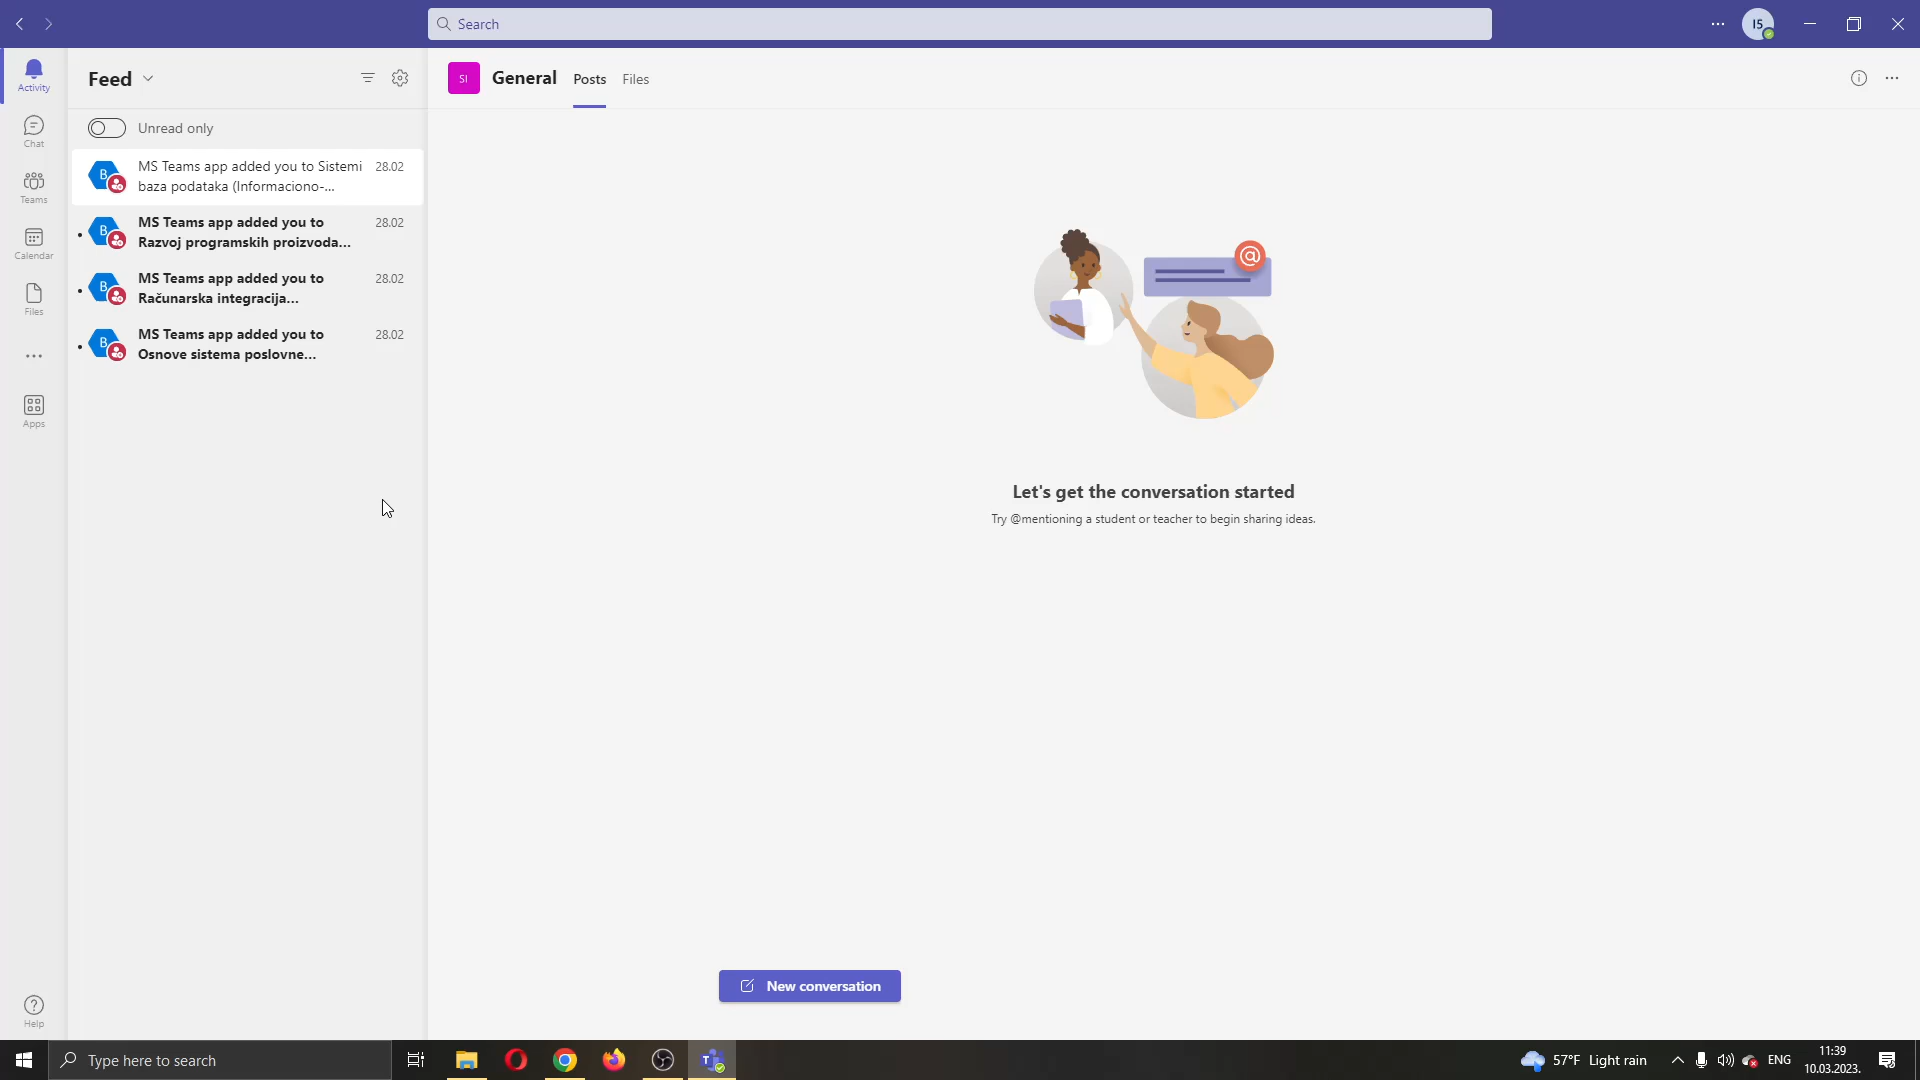 Search
I5
Activity
Chat
Teams
Calendar
Files
Apps
Help
Feed
Unread only
MS Teams app added you to Sistemi
baza podataka (Informaciono-...
28.02
B
MS Teams app added you to
Razvoj programskih proizvoda...
28.02
B
MS Teams app added you to
Računarska integracija...
28.02
B
MS Teams app added you to
Osnove sistema poslovne...
28.02
B
SI
General
Posts
Files
@
Let's get the conversation started
Try @mentioning a student or teacher to begin sharing ideas.
New conversation
Type here to search
T
57°F Light rain
ENG
11:39
10.03.2023.